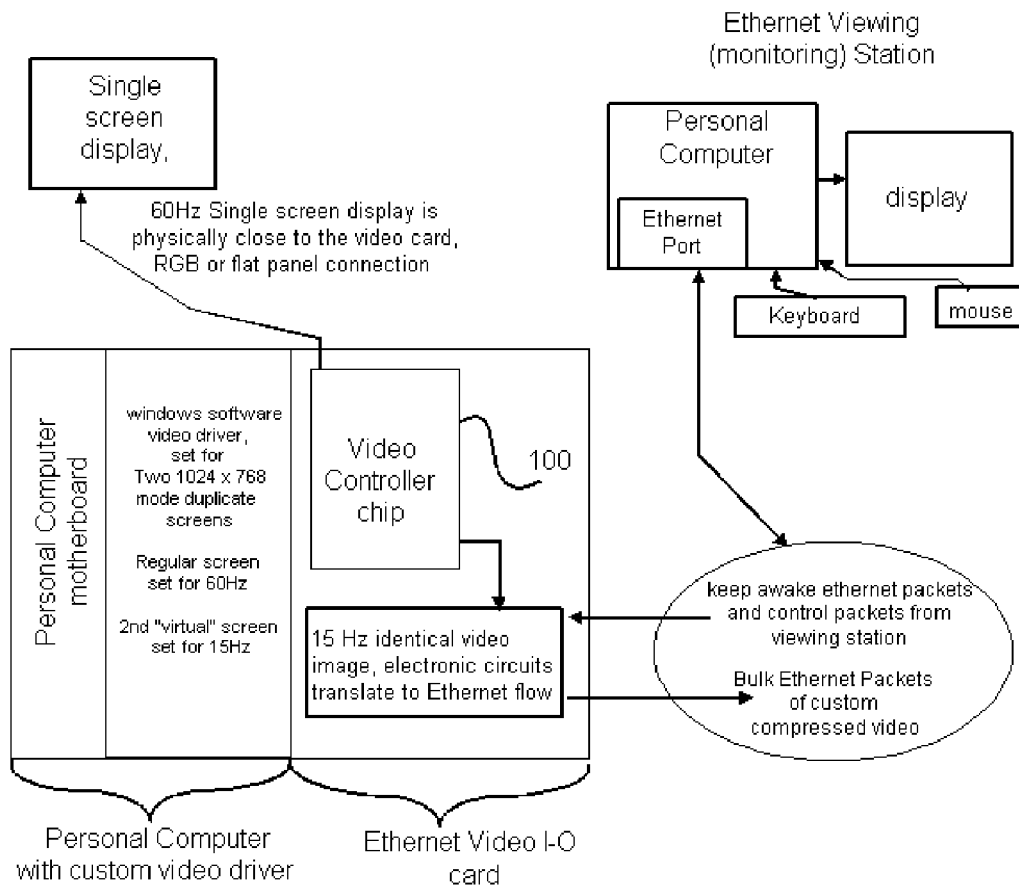 Ethernet Viewing
(monitoring) Station
Single
screen
display,
Personal
Computer
Ethernet
Port
display
Keyboard
mouse
60Hz Single screen display is
physically close to the video card,
RGB or flat panel connection
Personal Computer
motherboard
windows software
video driver,
set for
Two 1024 x 768
mode duplicate
screens
Regular screen
set for 60Hz
2nd "virtual" screen
set for 15Hz
Video
Controller
chip
100
15 Hz identical video
image, electronic circuits
translate to Ethernet flow
keep awake ethernet packets
and control packets from
viewing station
Bulk Ethernet Packets
of custom
compressed video
Personal Computer
with custom video driver
Ethernet Video I-O
card